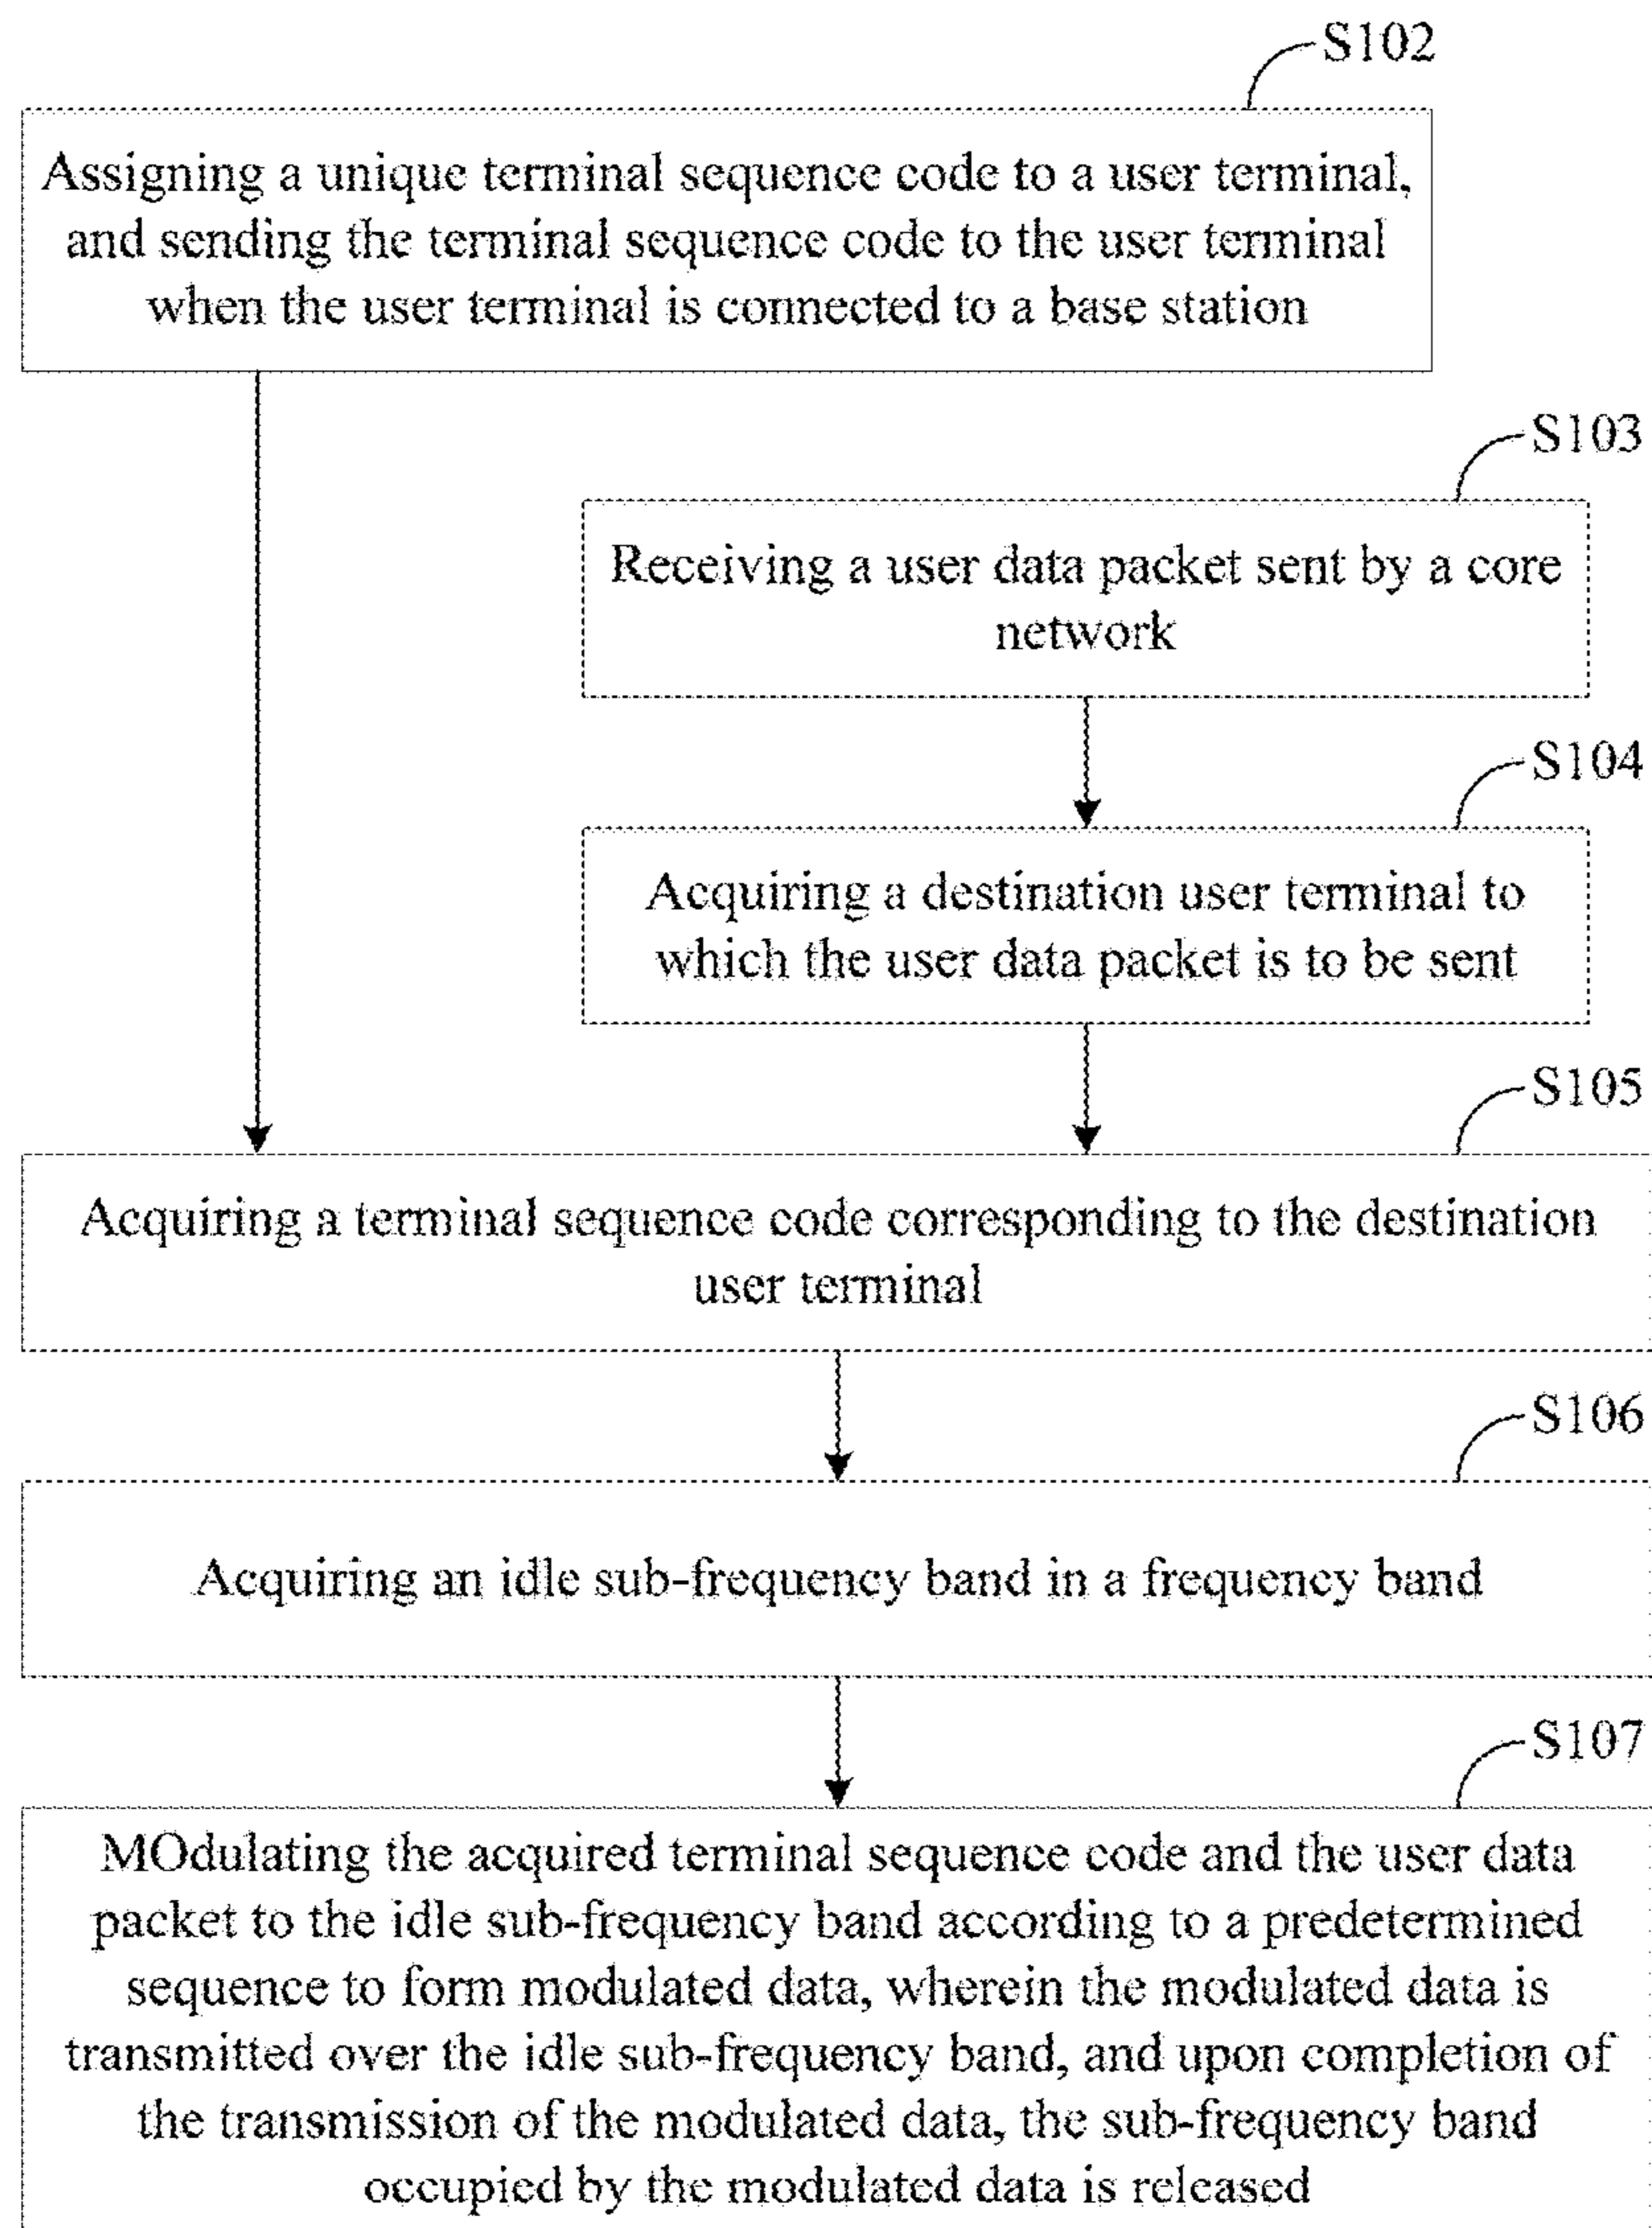 S102
Assigning a unique terminal sequence code to a user terminal,
and sending the terminal sequence code to the user terminal
when the user terminal is connected to a base station
S103
Receiving a user data packet sent by a core
network
S104
Acquiring a destination user terminal to
which the user data packet is to be sent
S105
Acquiring a terminal sequence code corresponding to the destination
user terminal
S106
Acquiring an idle sub-frequency band in a frequency band
S107
MOdulating the acquired terminal sequence code and the user data
packet to the idle sub-frequency band according to a predetermined
sequence to form modulated data, wherein the modulated data is
transmitted over the idle sub-frequency band, and upon completion of
the transmission of the modulated data, the sub-frequency band
occupied by the modulated data is released